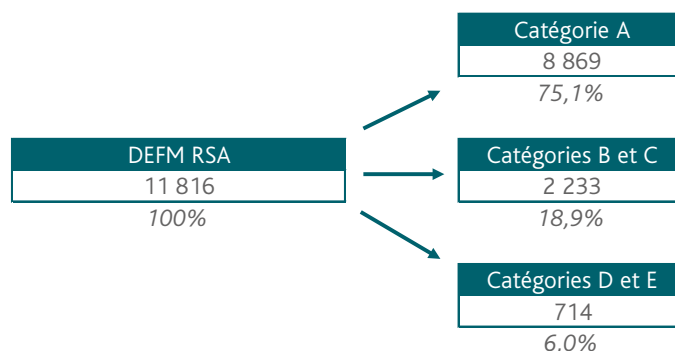 Catégorie A
8 869
75,1%
DEFM RSA
11 816
100%
Catégories B et C
2 233
18,9%
Catégories D et E
714
6,0%